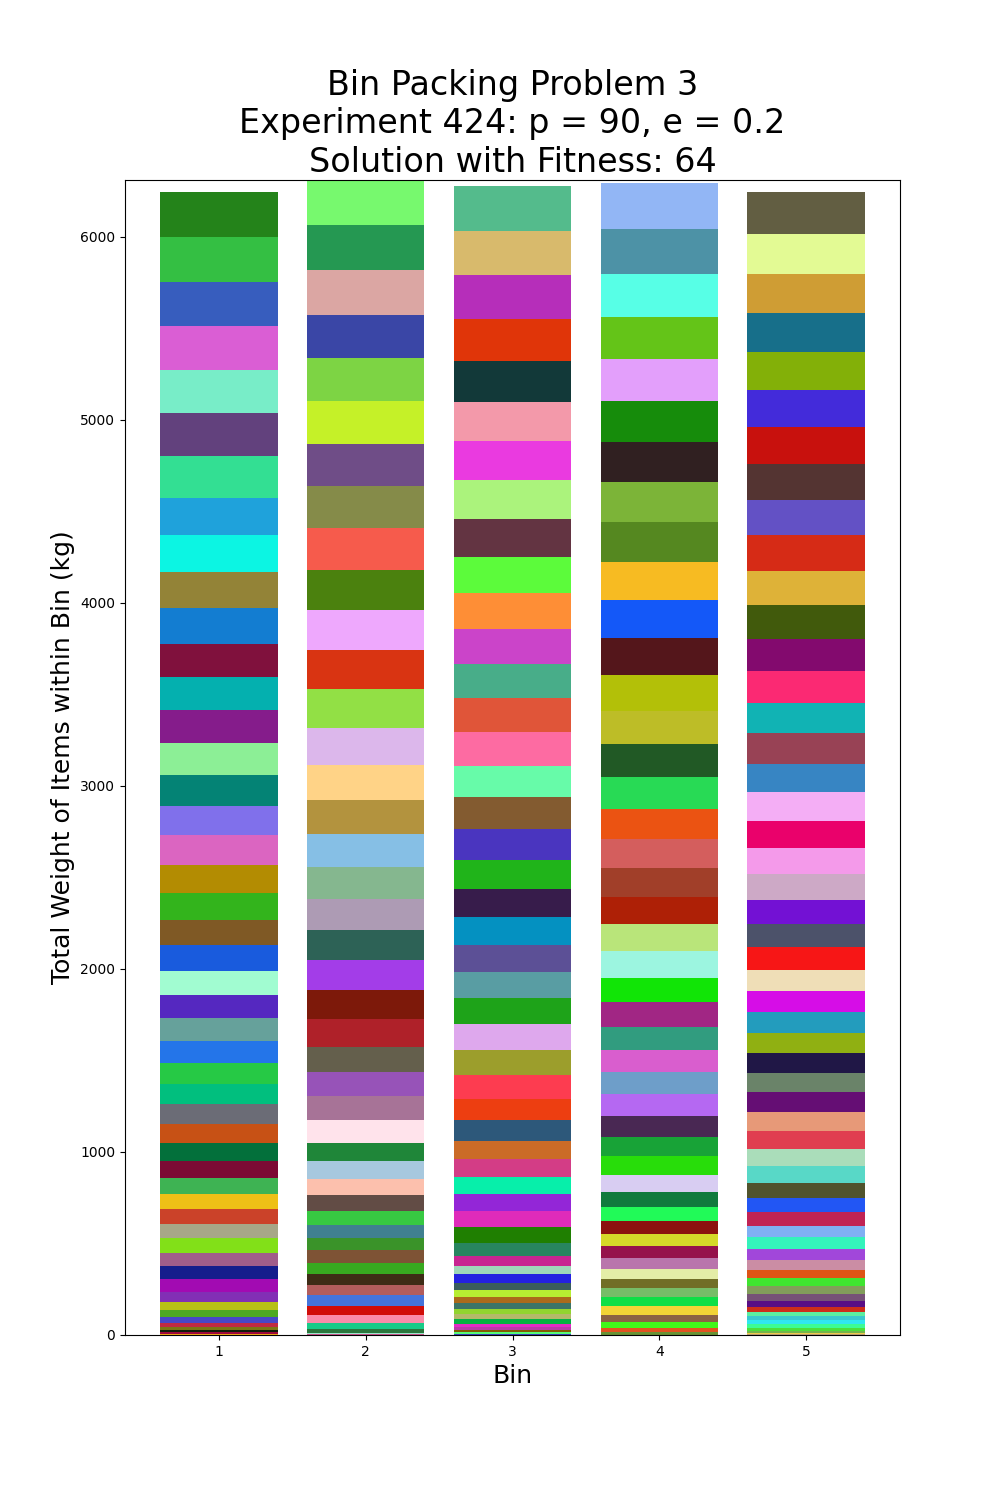 Bin Packing Problem 3
Experiment 424: p = 90, e = 0.2
Solution with Fitness: 64
Total Weight of Items within Bin (kg)
6000
5000
4000
3000
2000
1000
0
1 2 3 4 5
Bin